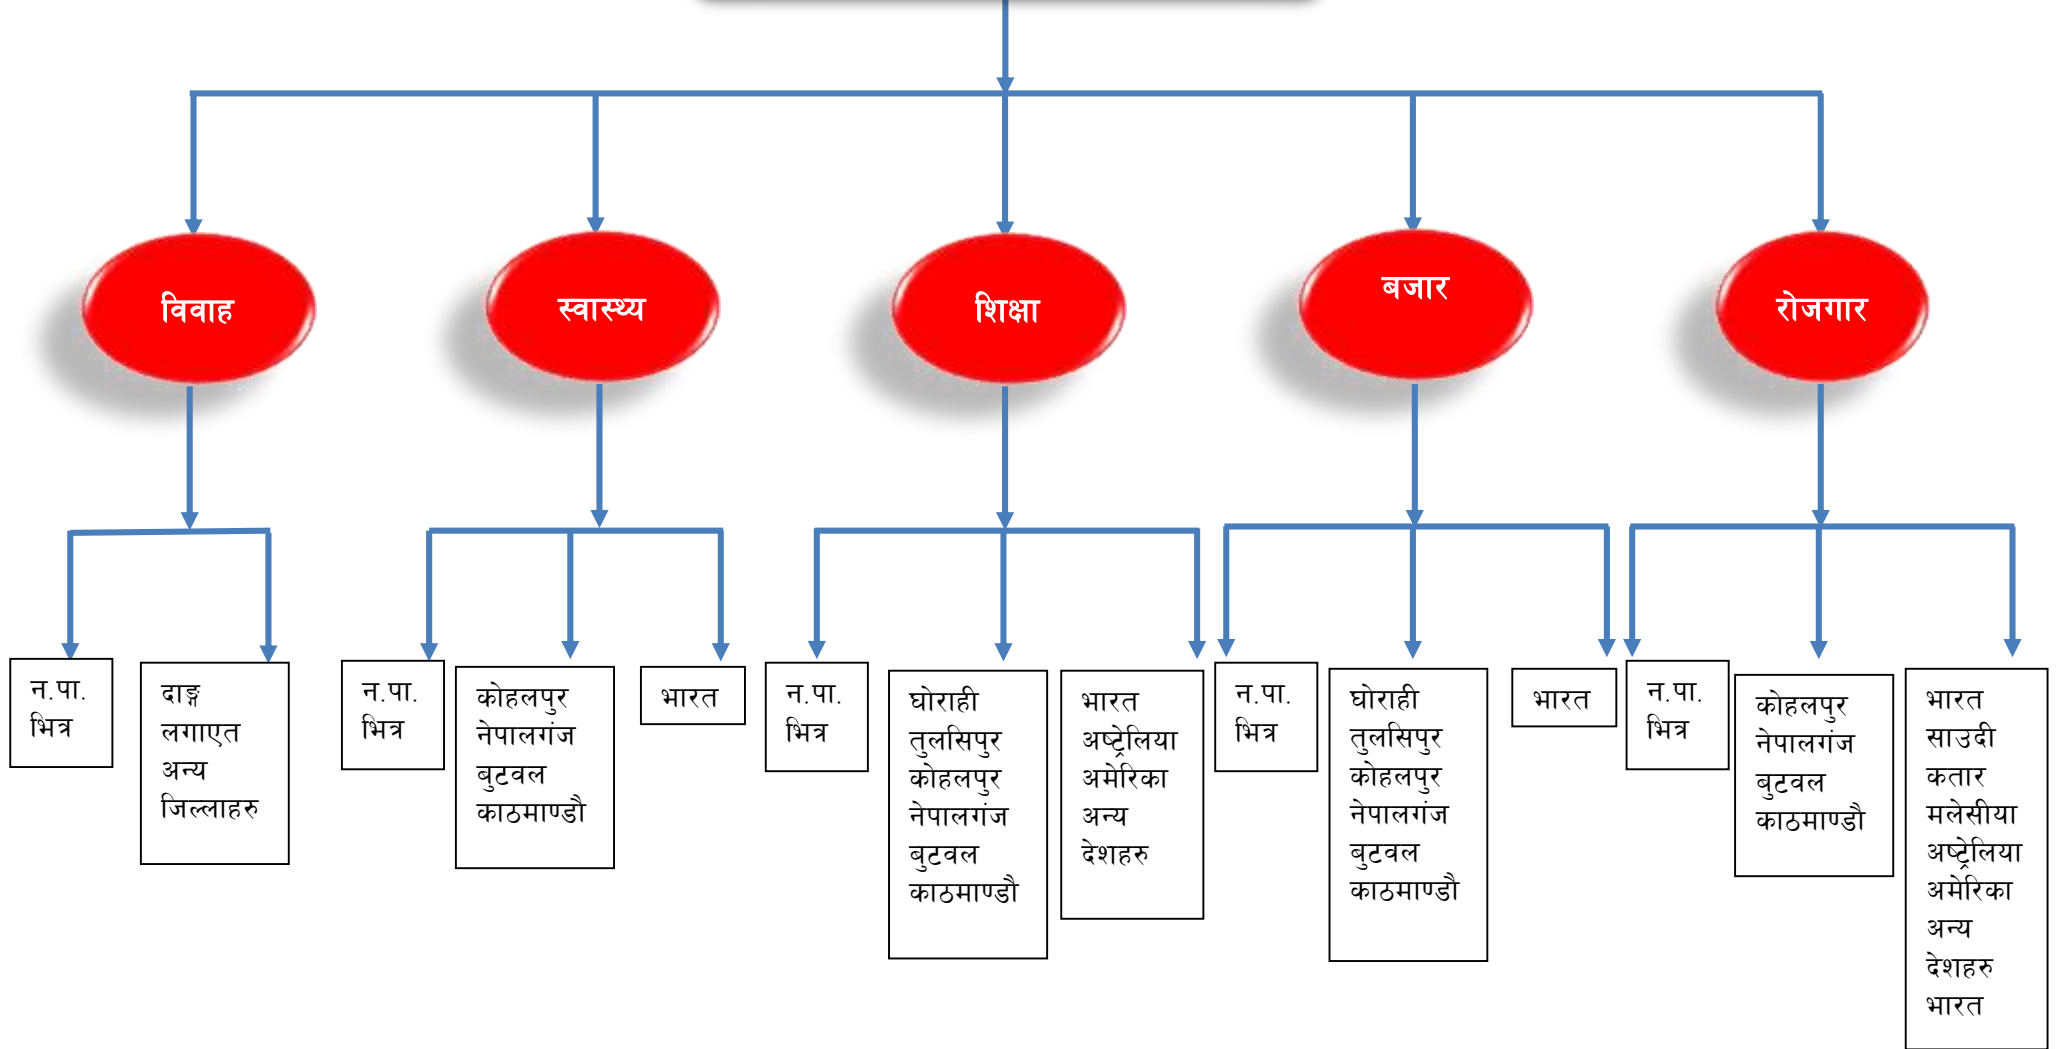 विवाह
स्वास्थ्य
शिक्षा
बजार
रोजगार
न.पा.
भित्र
दाङ्ग
लगाएत
अन्य
जिल्लाहरु
न.पा.
भित्र
कोहलपुर
नेपालगंज
बुटवल
काठमाण्डौ
भारत
न.पा.
भित्र
घोराही
तुलसिपुर
कोहलपुर
नेपालगंज
बुटवल
काठमाण्डौ
भारत
अष्ट्रेलिया
अमेरिका
अन्य
देशहरु
न.पा.
भित्र
घोराही
तुलसिपुर
कोहलपुर
नेपालगंज
बुटवल
काठमाण्डौ
भारत
न.पा.
भित्र
कोहलपुर
नेपालगंज
बुटवल
काठमाण्डौ
भारत
साउदी
कतार
मलेसीया
अष्ट्रेलिया
अमेरिका
अन्य
देशहरु
भारत